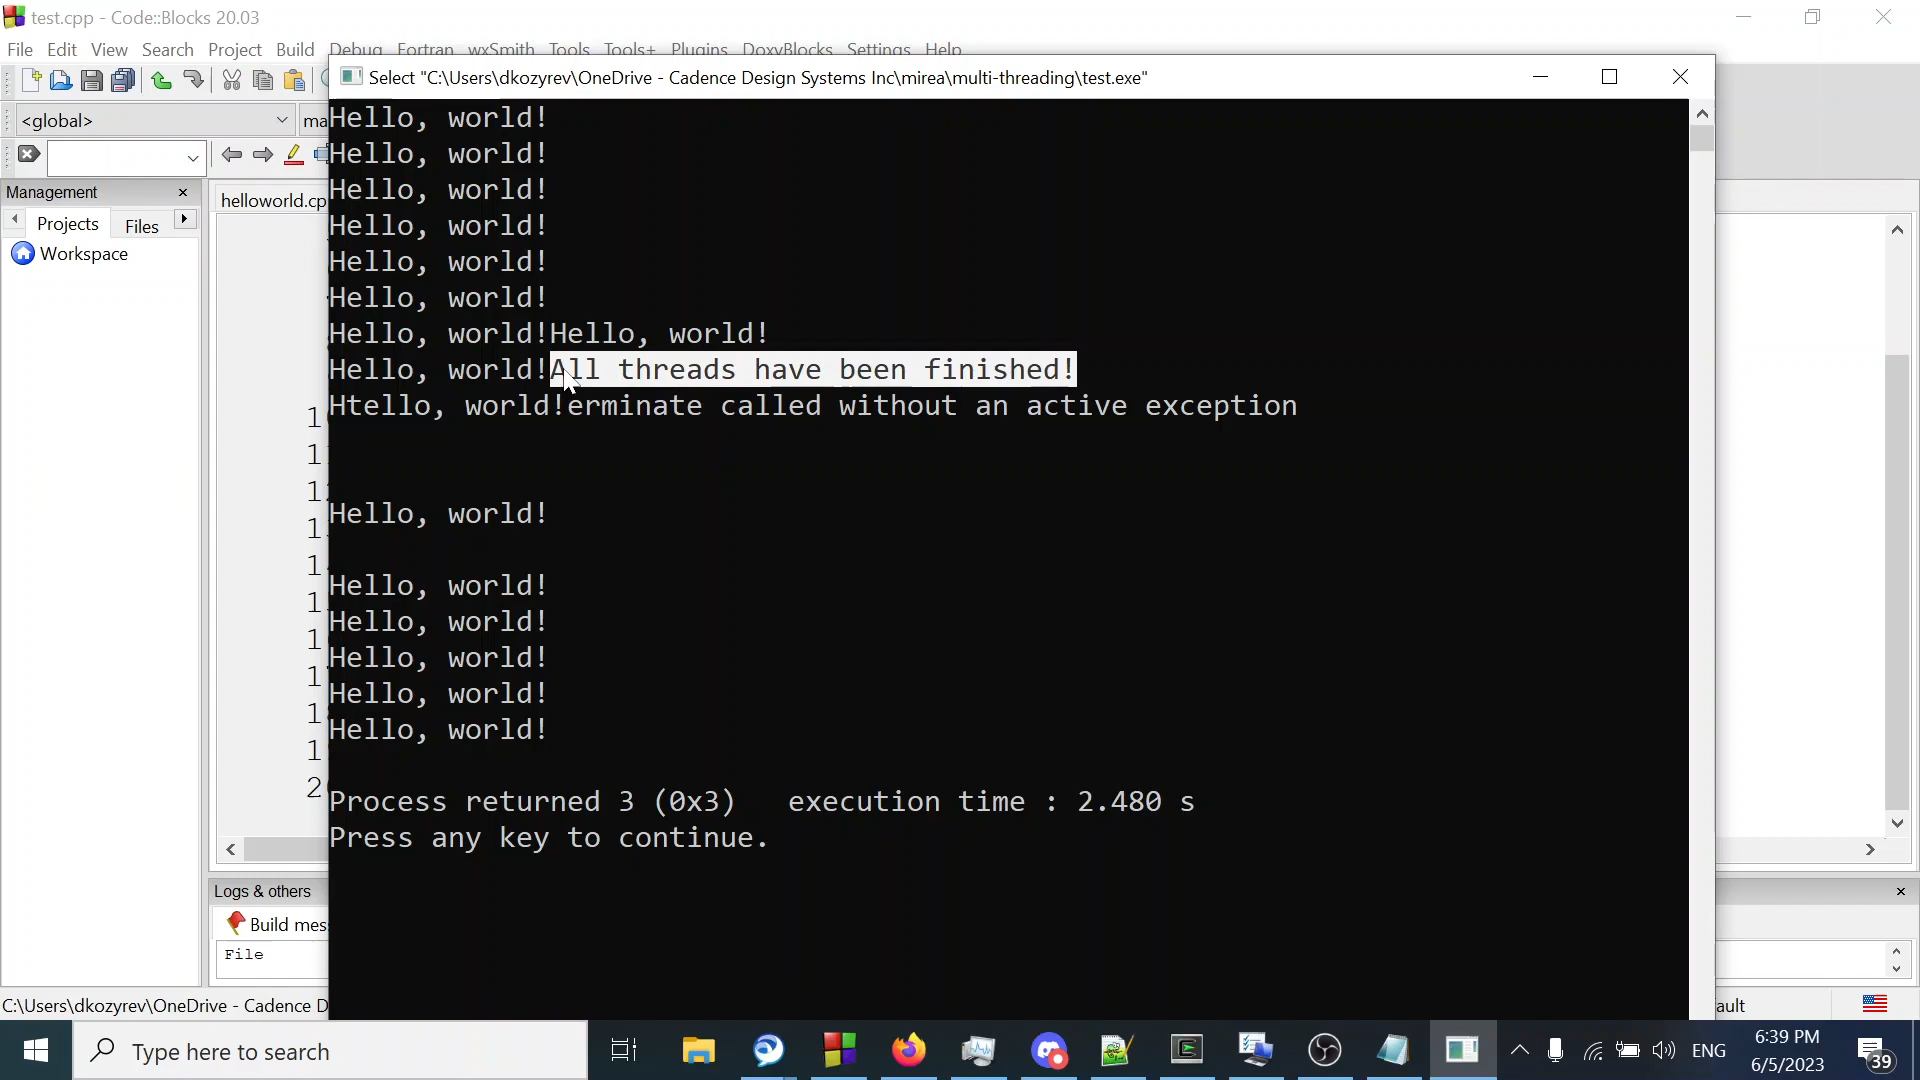 test.cpp - Code::Blocks 20.03
File Edit View Search Project Build Debug Fortran wxSmith Tools Tools+ Plugins DoxyBlocks Settings Help
Select "C:\Users\dkozyrev\OneDrive - Cadence Design Systems Inc\mirea\multi-threading\test.exe"
<global>
ma
Management
Projects
Files
Workspace
helloworld.cp
Hello, world!
Hello, world!
Hello, world!
Hello, world!
Hello, world!
Hello, world!
Hello, world!Hello, world!
Hello, world!All threads have been finished!
Htello, world!erminate called without an active exception
Hello, world!
Hello, world!
Hello, world!
Hello, world!
Hello, world!
Hello, world!
Process returned 3 (0x3)   execution time : 2.480 s
Press any key to continue.
Logs & others
Build mes
File
C:\Users\dkozyrev\OneDrive - Cadence D
ault
Type here to search
ENG
6:39 PM
6/5/2023
39